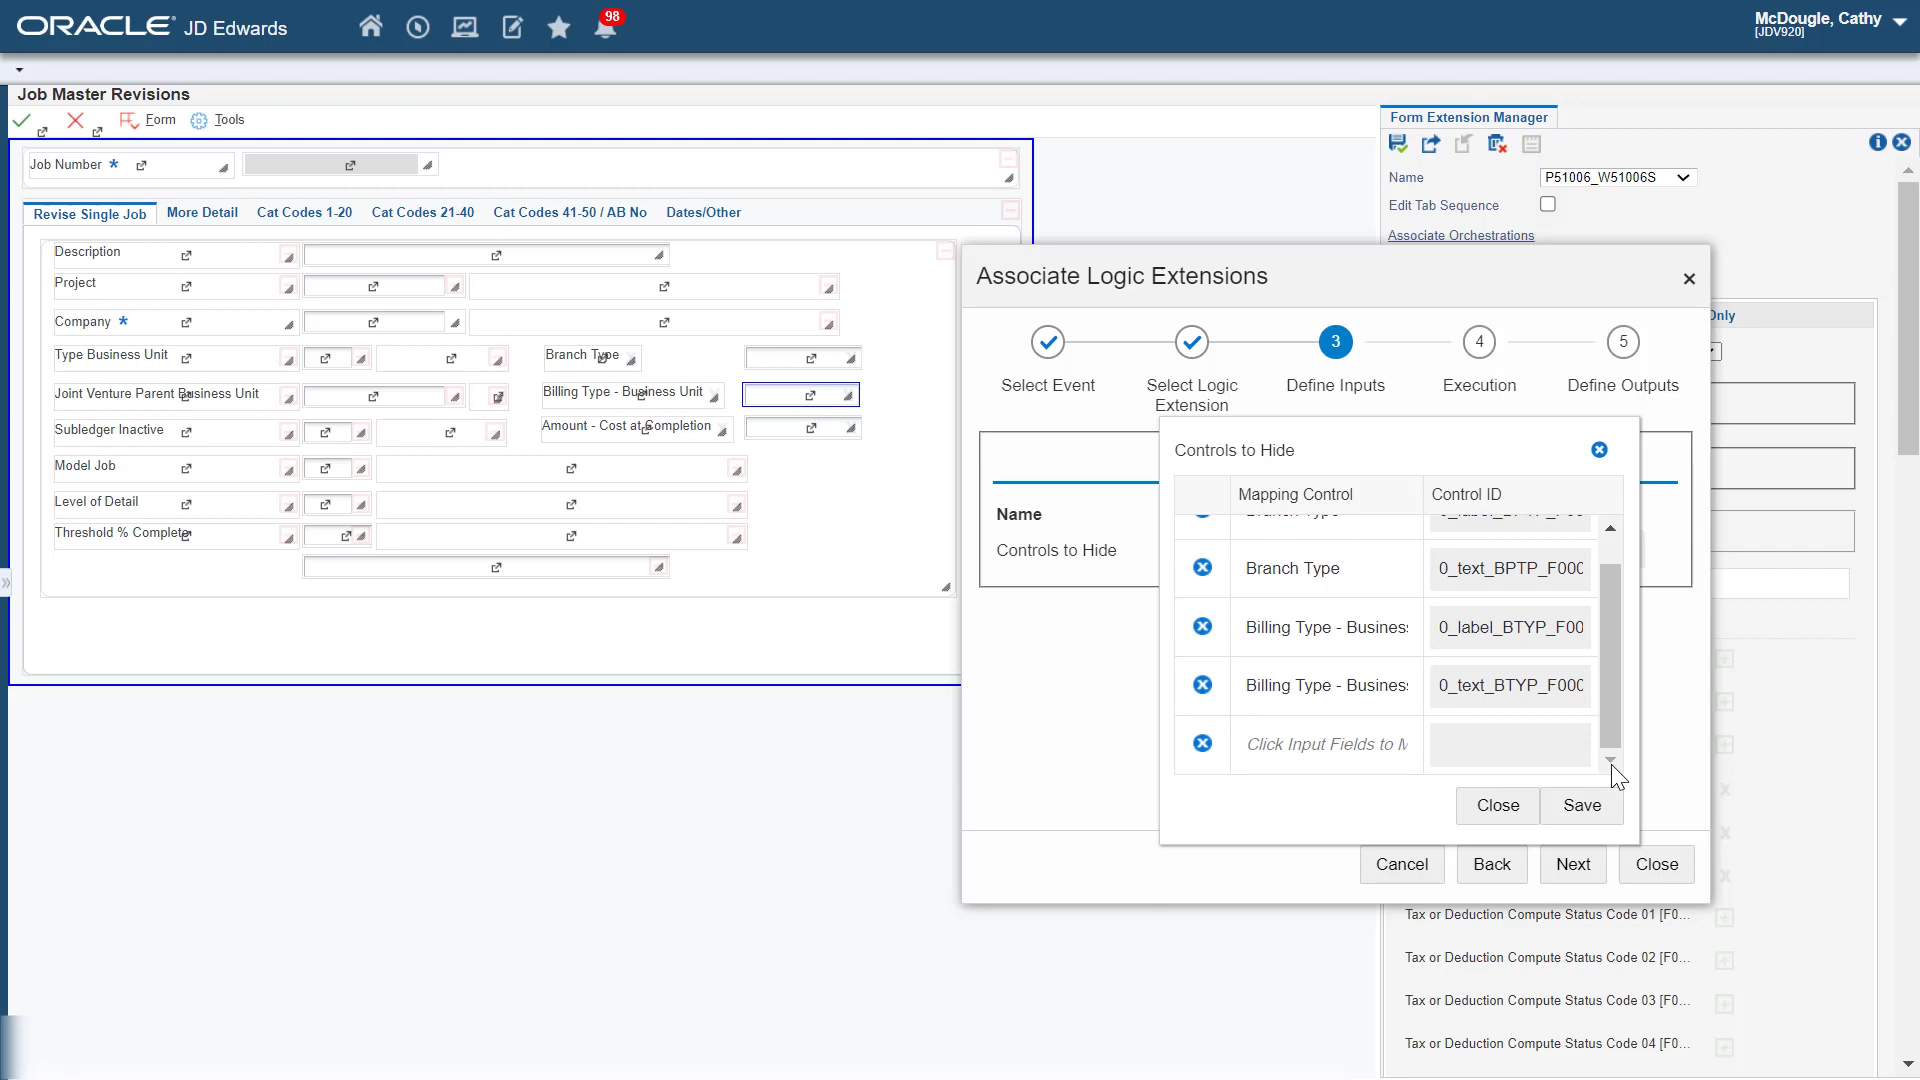 ORACLE JD Edwards
98
McDougle, Cathy
[JDV920]
Job Master Revisions
Form
Tools
Job Number *
Revise Single Job
More Detail
Cat Codes 1-20
Cat Codes 21-40
Cat Codes 41-50 / AB No
Dates/Other
Description
Project
Company *
Type Business Unit
Branch Type
Joint Venture Parent Business Unit
Billing Type - Business Unit
Subledger Inactive
Amount - Cost at Completion
Model Job
Level of Detail
Threshold % Complete
Form Extension Manager
Name
P51006_W51006S
Edit Tab Sequence
Associate Orchestrations
Only
Associate Logic Extensions
3
4
5
Select Event
Select Logic
Extension
Define Inputs
Execution
Define Outputs
Name
Controls to Hide
Controls to Hide
Mapping Control
Control ID
Branch Type
0_text_BPTP_F000
Billing Type - Business
0_label_BTYP_F00
Billing Type - Business
0_text_BTYP_F000
Click Input Fields to M
Close
Save
Cancel
Back
Next
Close
Tax or Deduction Compute Status Code 01 [F0...
Tax or Deduction Compute Status Code 02 [F0...
Tax or Deduction Compute Status Code 03 [F0...
Tax or Deduction Compute Status Code 04 [F0...